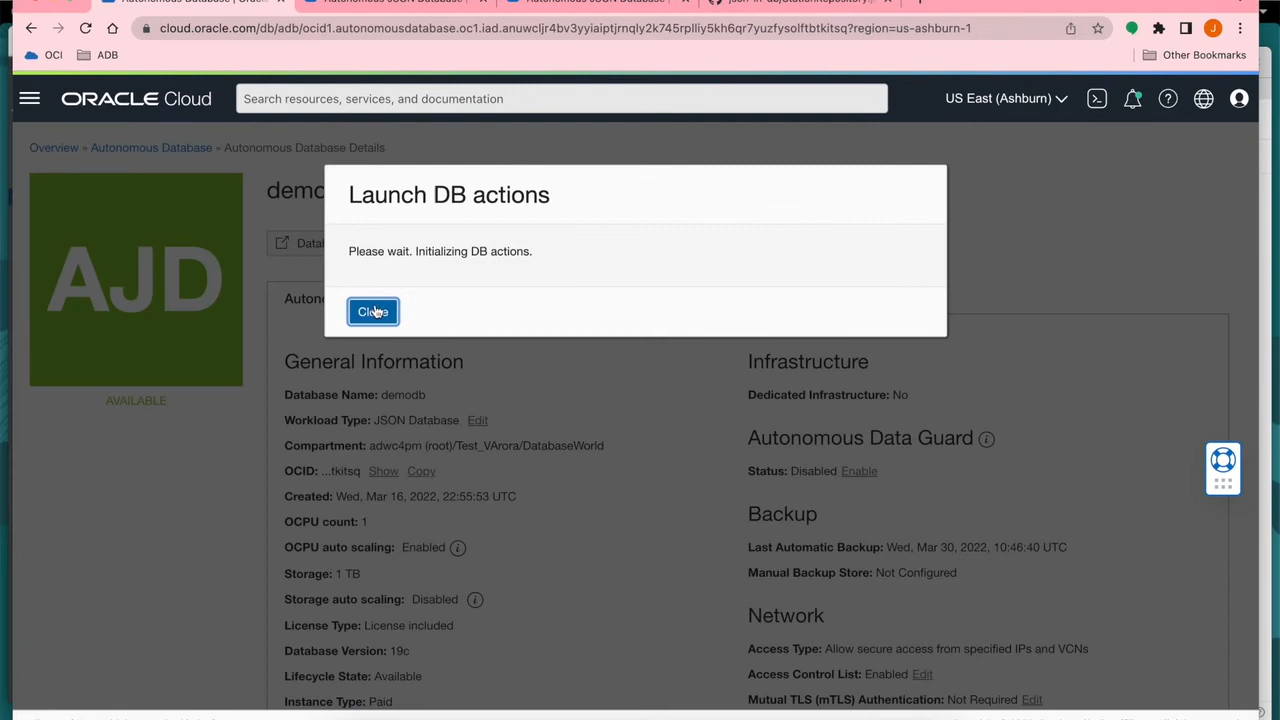 cloud.oracle.com/db/adb/ocid1.autonomousdatabase.oc1.iad.anuwcljr4bv3yyiaiptjrnqly2k745rplliy5kh6qr7yuzfysolftbtkitsq?region=us-ashburn-1
OCI
ADB
Other Bookmarks
J
ORACLE Cloud
Search resources, services, and documentation
US East (Ashburn)
Overview » Autonomous Database » Autonomous Database Details
AJD
AVAILABLE
Launch DB actions
Please wait. Initializing DB actions.
General Information
Database Name: demodb
Workload Type: JSON Database Edit
Compartment: adwc4pm (root)/Test_VArora/DatabaseWorld
OCID: ...tkitsq Show Copy
Created: Wed, Mar 16, 2022, 22:55:53 UTC
OCPU count: 1
OCPU auto scaling: Enabled
Storage: 1 TB
Storage auto scaling: Disabled
License Type: License included
Database Version: 19c
Lifecycle State: Available
Instance Type: Paid
Infrastructure
Dedicated Infrastructure: No
Autonomous Data Guard
Status: Disabled Enable
Backup
Last Automatic Backup: Wed, Mar 30, 2022, 10:46:40 UTC
Manual Backup Store: Not Configured
Network
Access Type: Allow secure access from specified IPs and VCNs
Access Control List: Enabled Edit
Mutual TLS (mTLS) Authentication: Not Required Edit